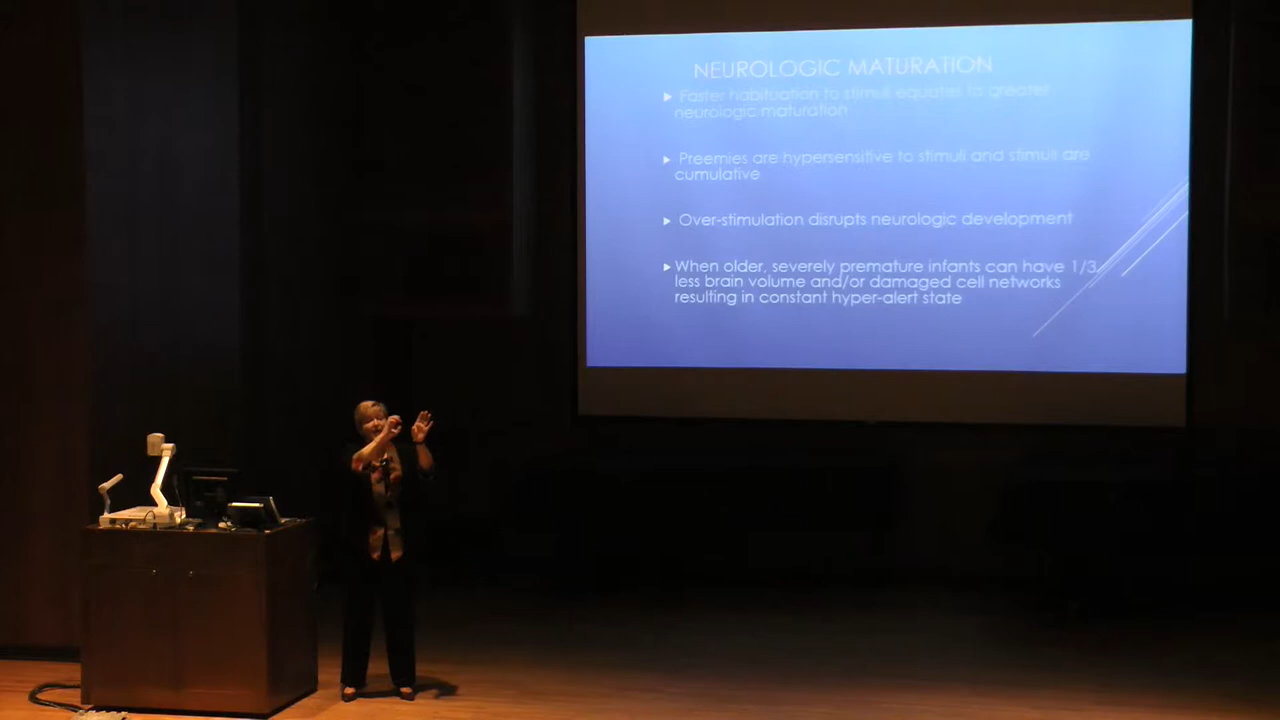 NEUROLOGIC MATURATION
Faster habituation to stimuli equates to greater
neurologic maturation
Preemies are hypersensitive to stimuli and stimuli are
cumulative
Over-stimulation disrupts neurologic development
When older, severely premature infants can have 1/3
less brain volume and/or damaged cell networks
resulting in constant hyper-alert state